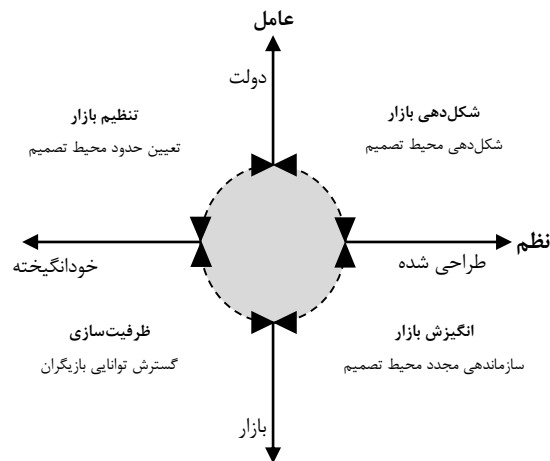 عامل
دولت
شکل‌دهی بازار
شکل‌دهی محیط تصمیم
تنظیم بازار
تعیین حدود محیط تصمیم
نظم
طراحی شده
خودانگیخته
انگیزش بازار
سازماندهی مجدد محیط تصمیم
ظرفیت‌سازی
گسترش توانایی بازیگران
بازار